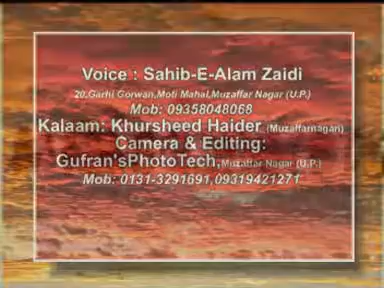 Voice : Sahib-E-Alam Zaidi
20,Garhi Gorwan,Moti Mahal,Muzaffar Nagar (U.P.)
Mob: 09358048068
Kalaam: Khursheed Haider (Muzaffarnagari)
Camera & Editing:
Gufran'sPhotoTech,Muzaffar Nagar (U.P.)
Mob: 0131-3291691,09319421271